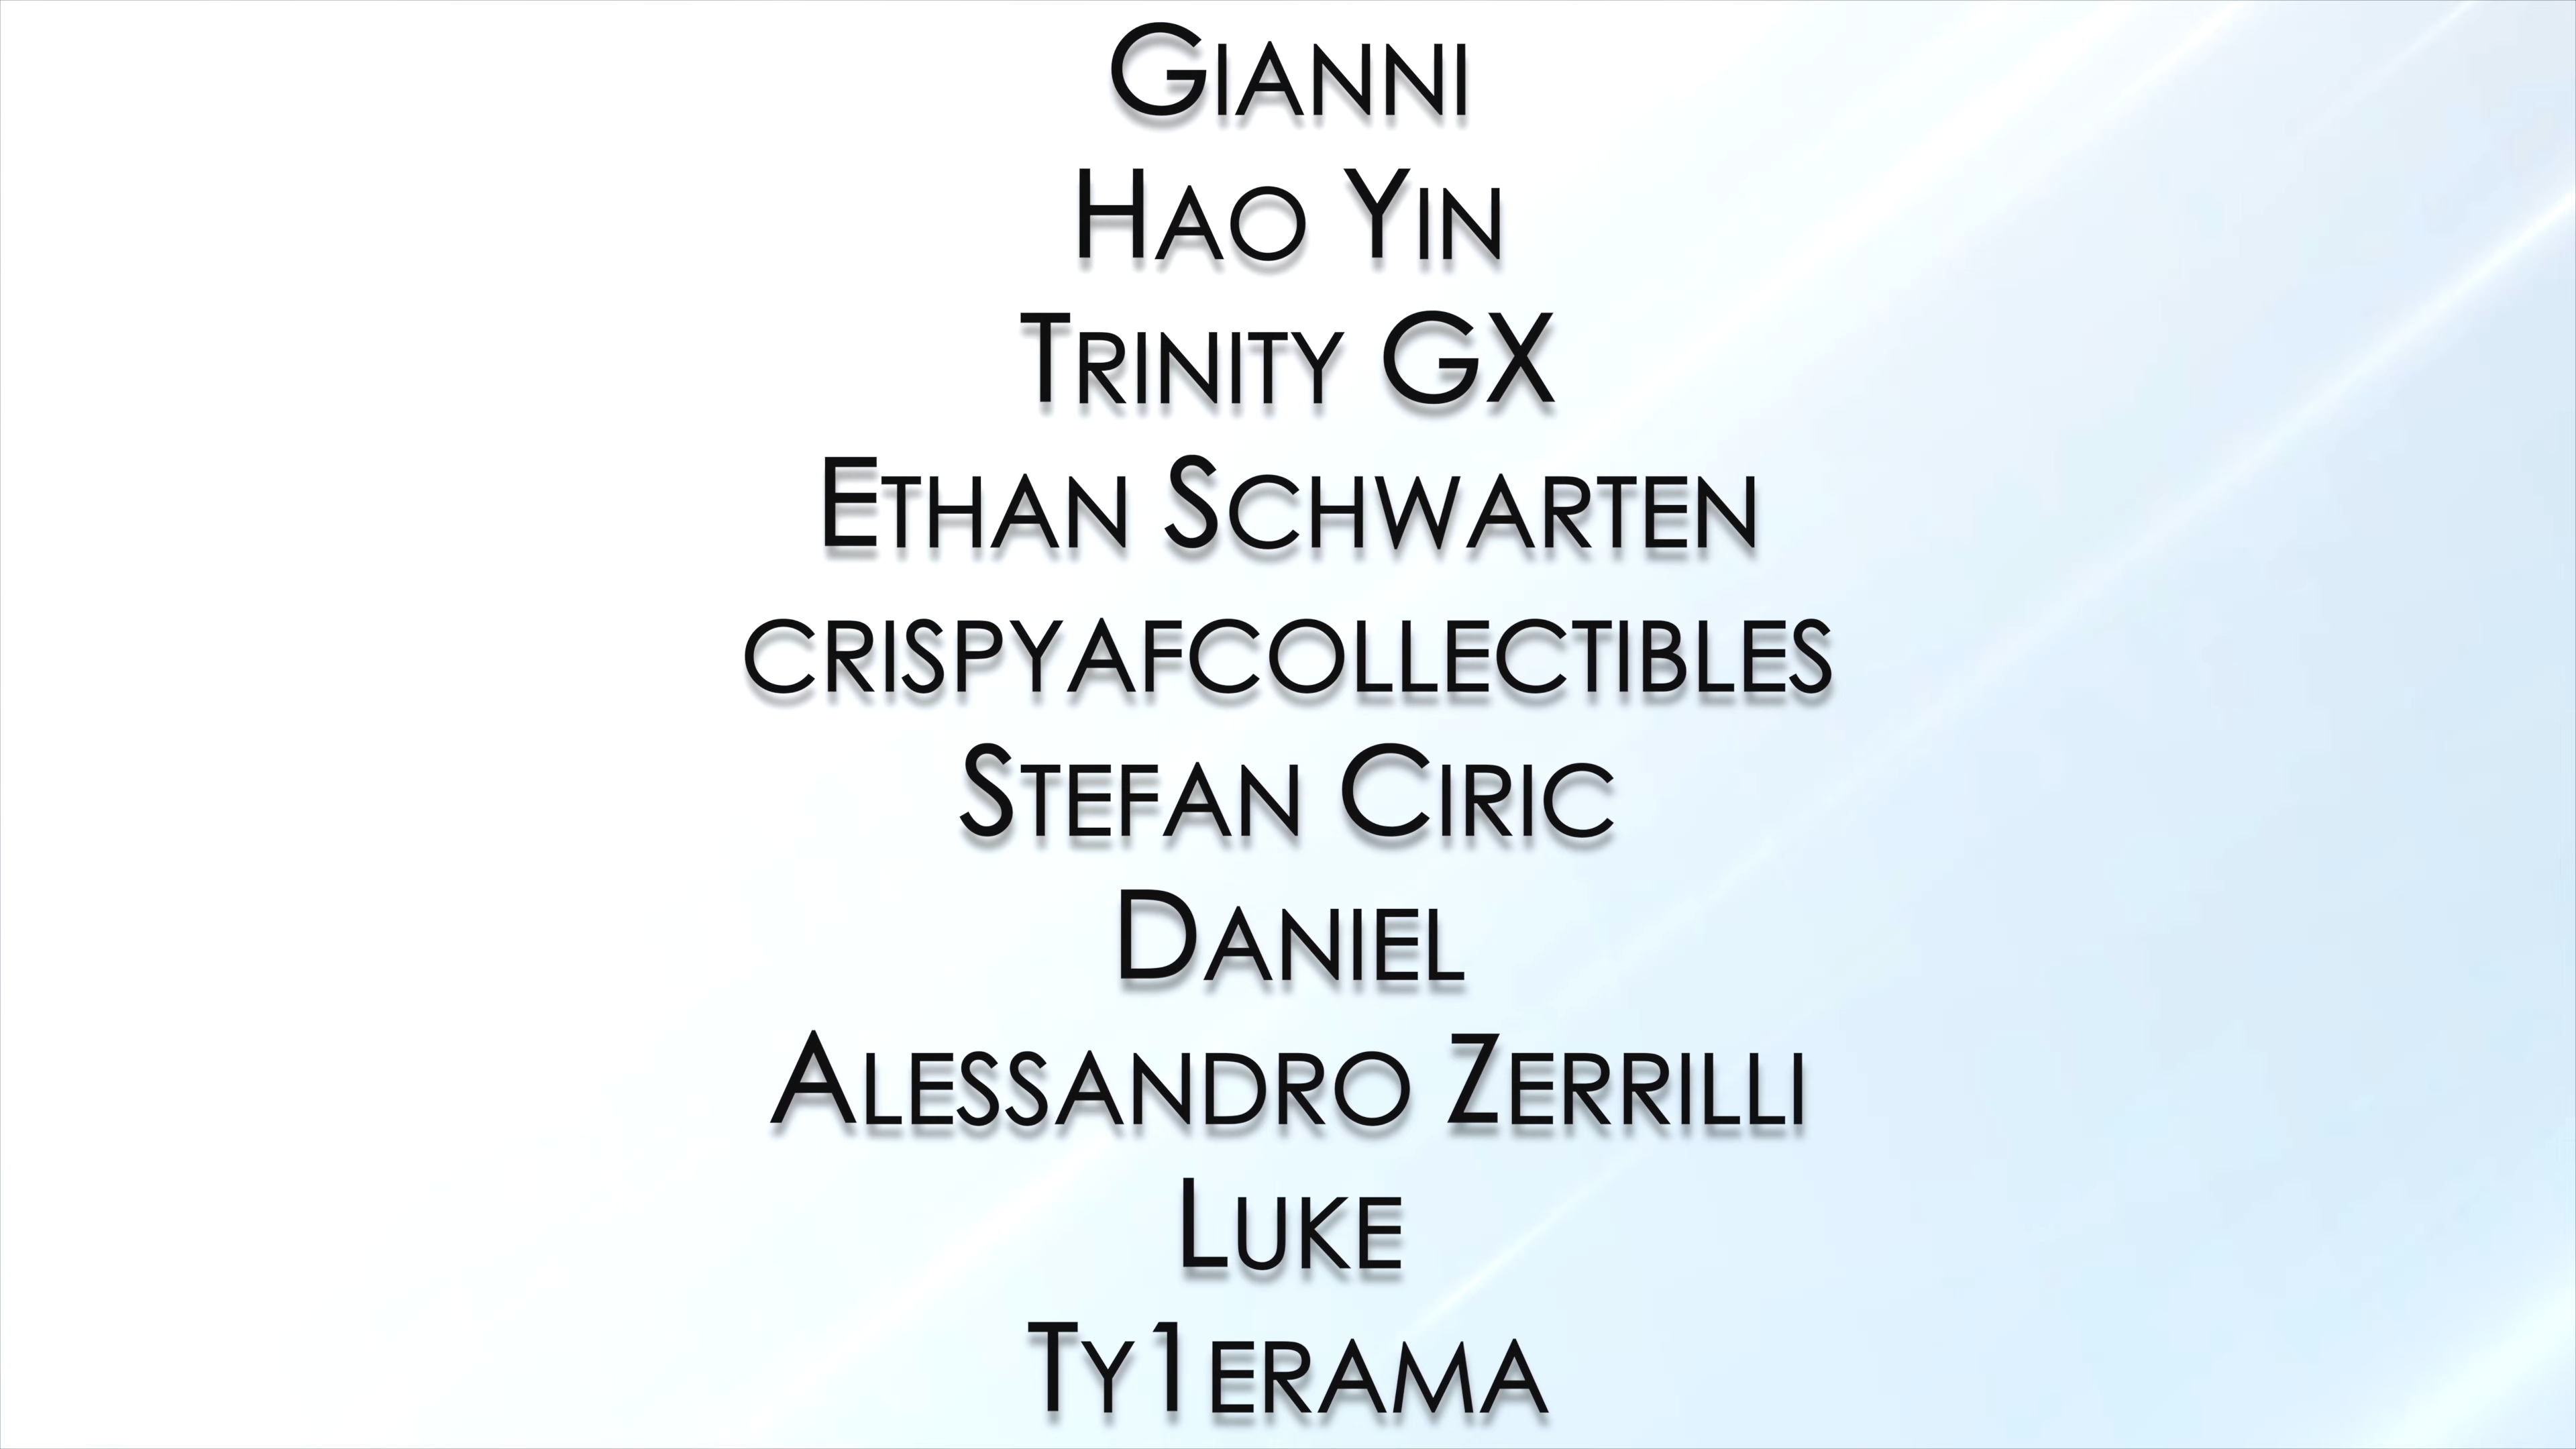 Gianni
Hao Yin
Trinity GX
Ethan Schwarten
crispyafcollectibles
Stefan Ciric
Daniel
Alessandro Zerrilli
Luke
Ty1erama